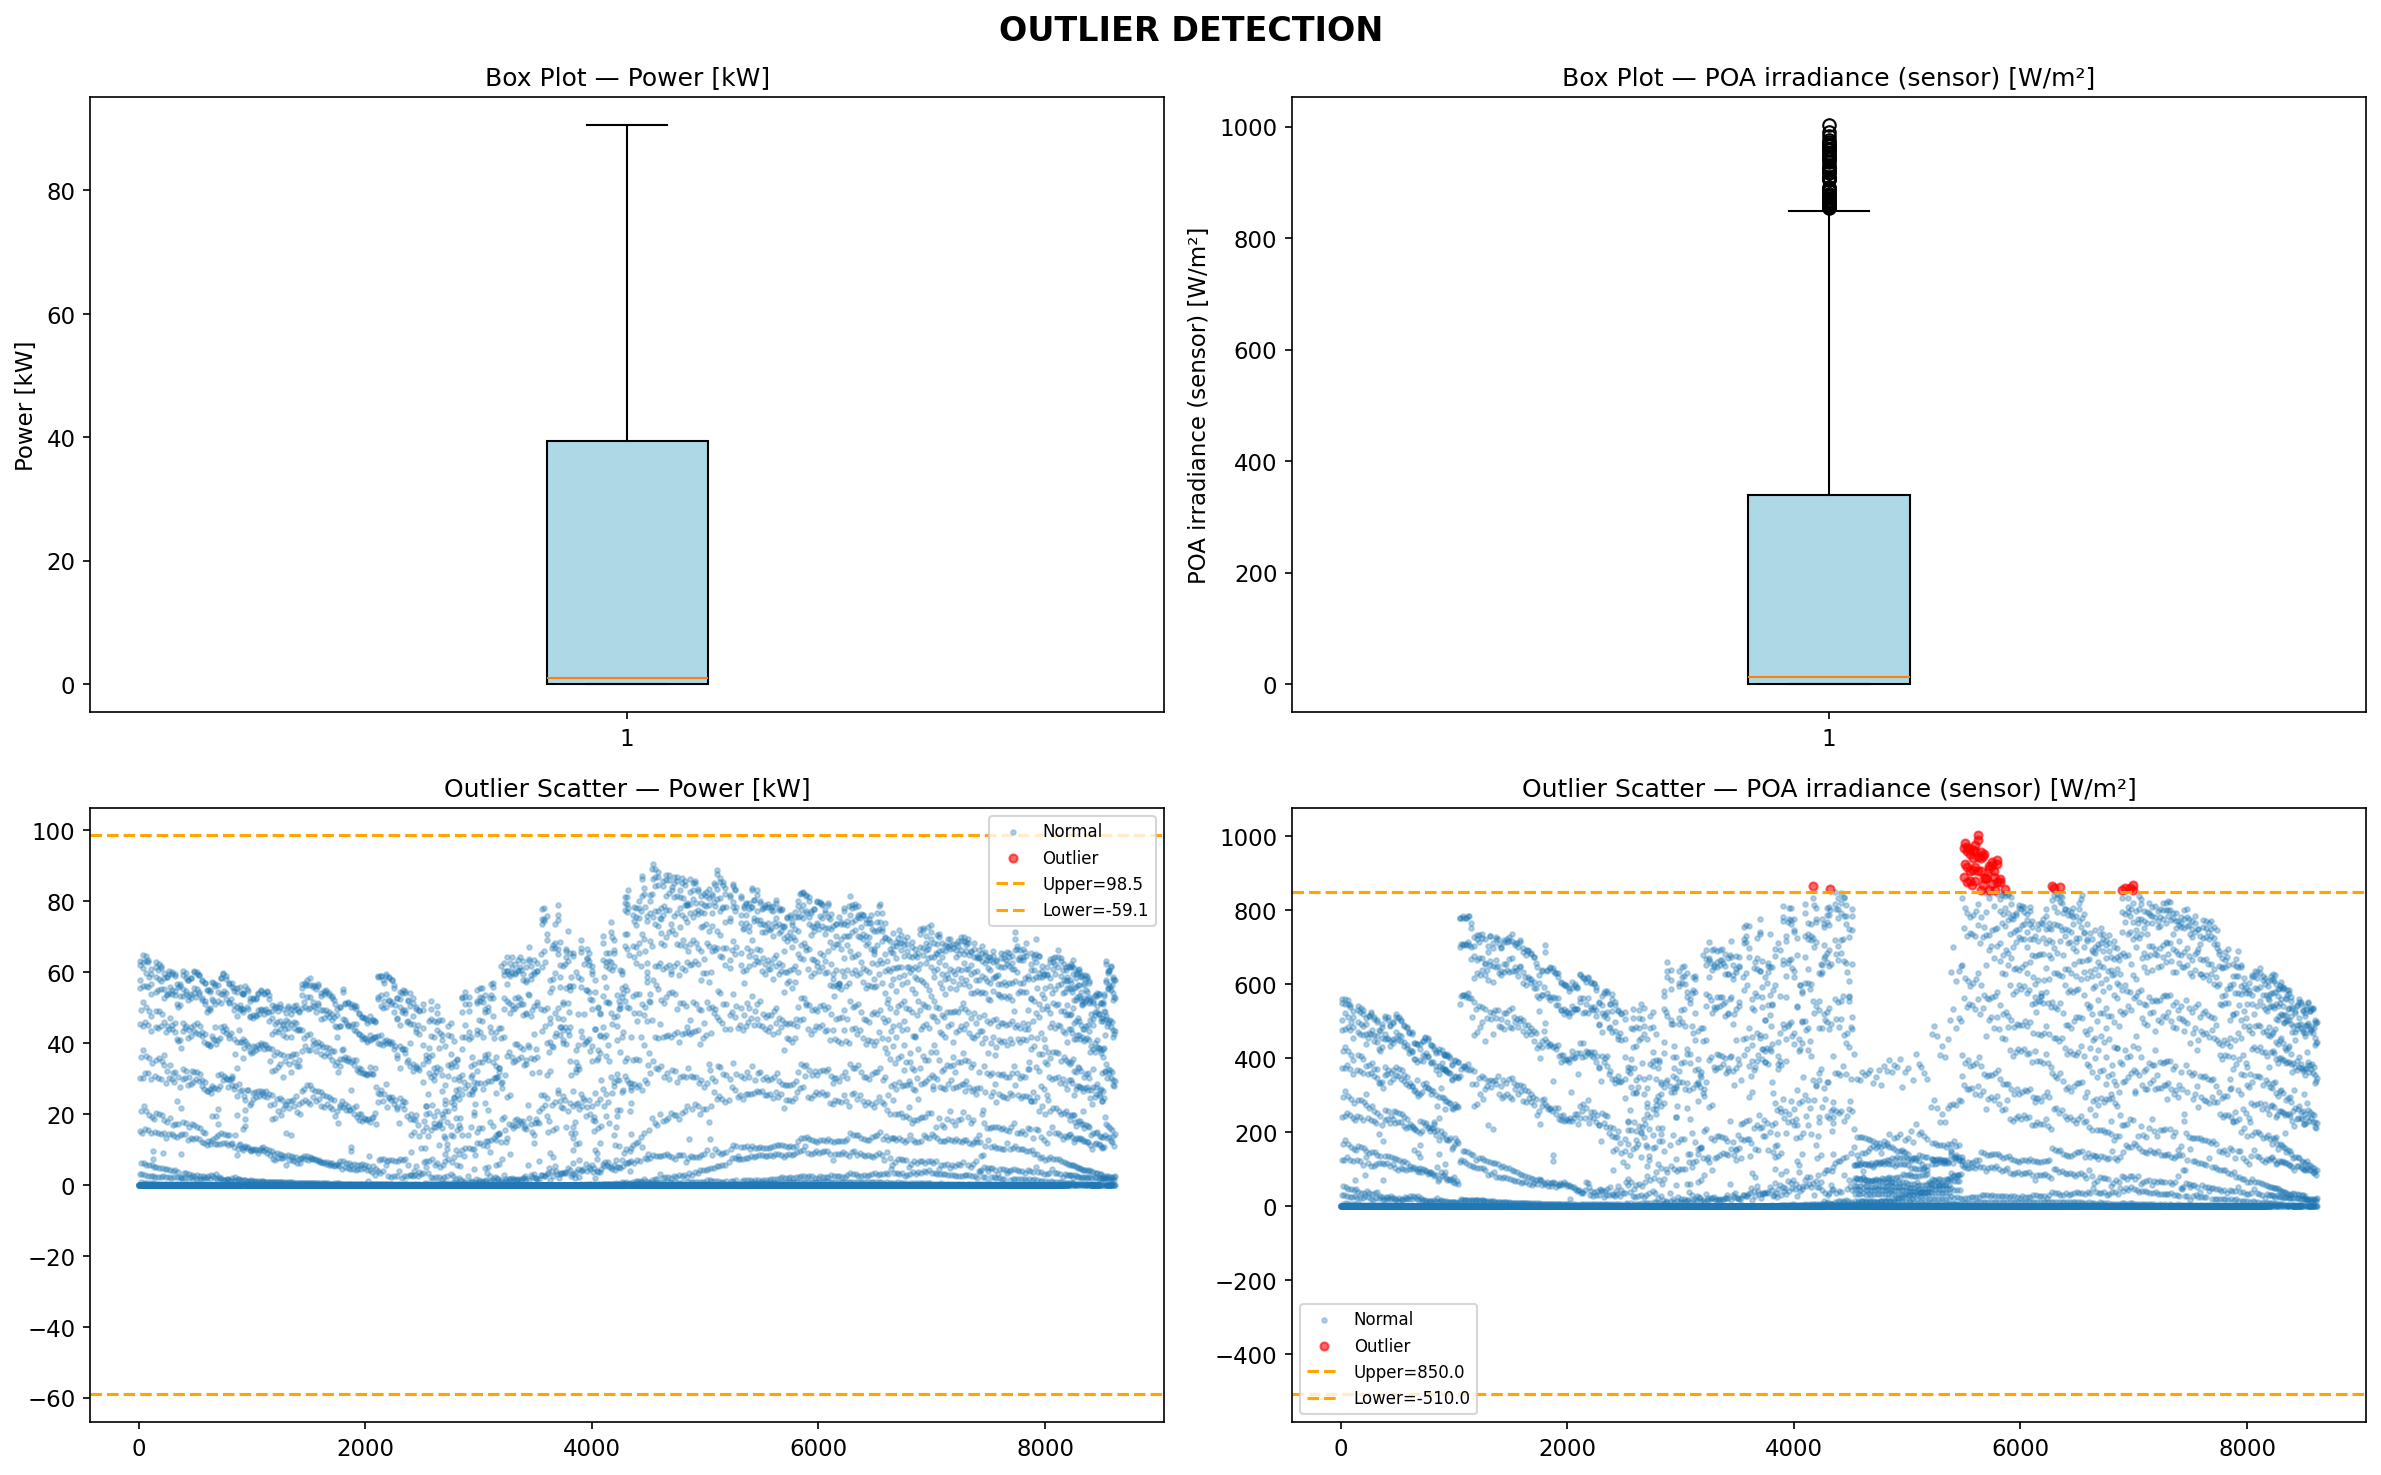 OUTLIER DETECTION
Box Plot — Power [kW]
Power [kW]
80
60
40
20
0
1
Box Plot — POA irradiance (sensor) [W/m²]
POA irradiance (sensor) [W/m²]
1000
800
600
400
200
0
1
Outlier Scatter — Power [kW]
100
80
60
40
20
0
−20
−40
−60
0 2000 4000 6000 8000
Normal
Outlier
Upper=98.5
Lower=-59.1
Outlier Scatter — POA irradiance (sensor) [W/m²]
1000
800
600
400
200
0
−200
−400
0 2000 4000 6000 8000
Normal
Outlier
Upper=850.0
Lower=-510.0